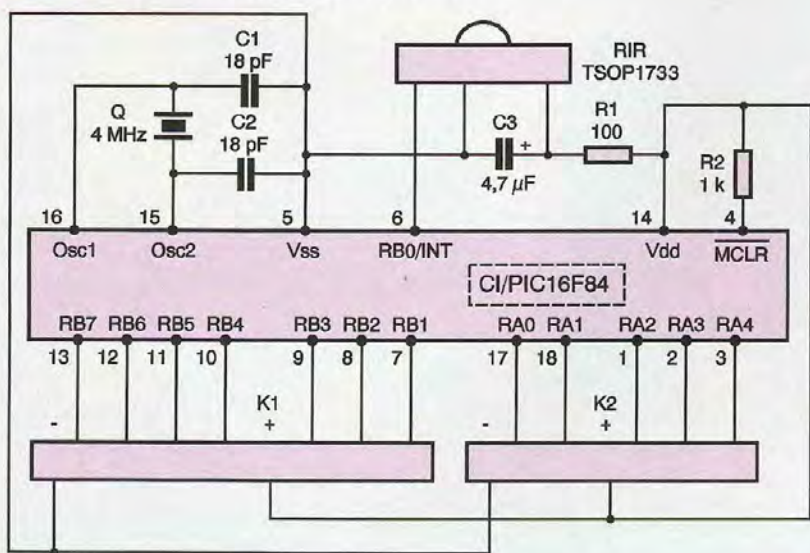 C1
18 pF
RIR
TSOP1733
Q
4 MHz
C2
18 pF
C3
+
4,7 µF
R1
100
R2
1 k
16
15
5
6
14
4
Osc1
Osc2
Vss
RB0/INT
Vdd
MCLR
CI/PIC16F84
RB7
RB6
RB5
RB4
RB3
RB2
RB1
RA0
RA1
RA2
RA3
RA4
13
12
11
10
9
8
7
17
18
1
2
3
-
K1
+
-
K2
+